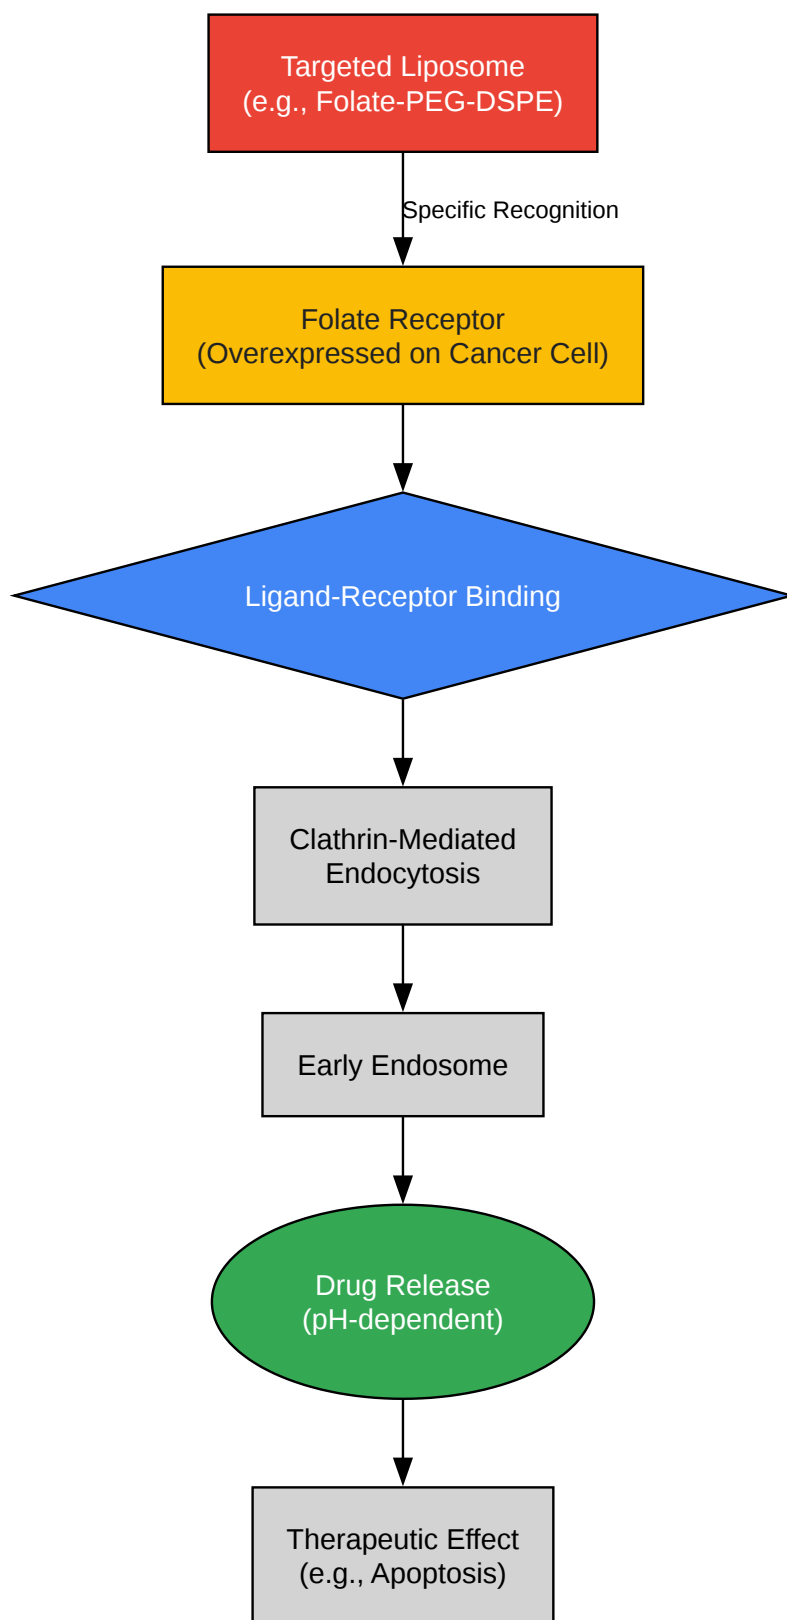 Targeted Liposome
(e.g., Folate-PEG-DSPE)
Specific Recognition
Folate Receptor
(Overexpressed on Cancer Cell)
Ligand-Receptor Binding
Clathrin-Mediated
Endocytosis
Early Endosome
Drug Release
(pH-dependent)
Therapeutic Effect
(e.g., Apoptosis)